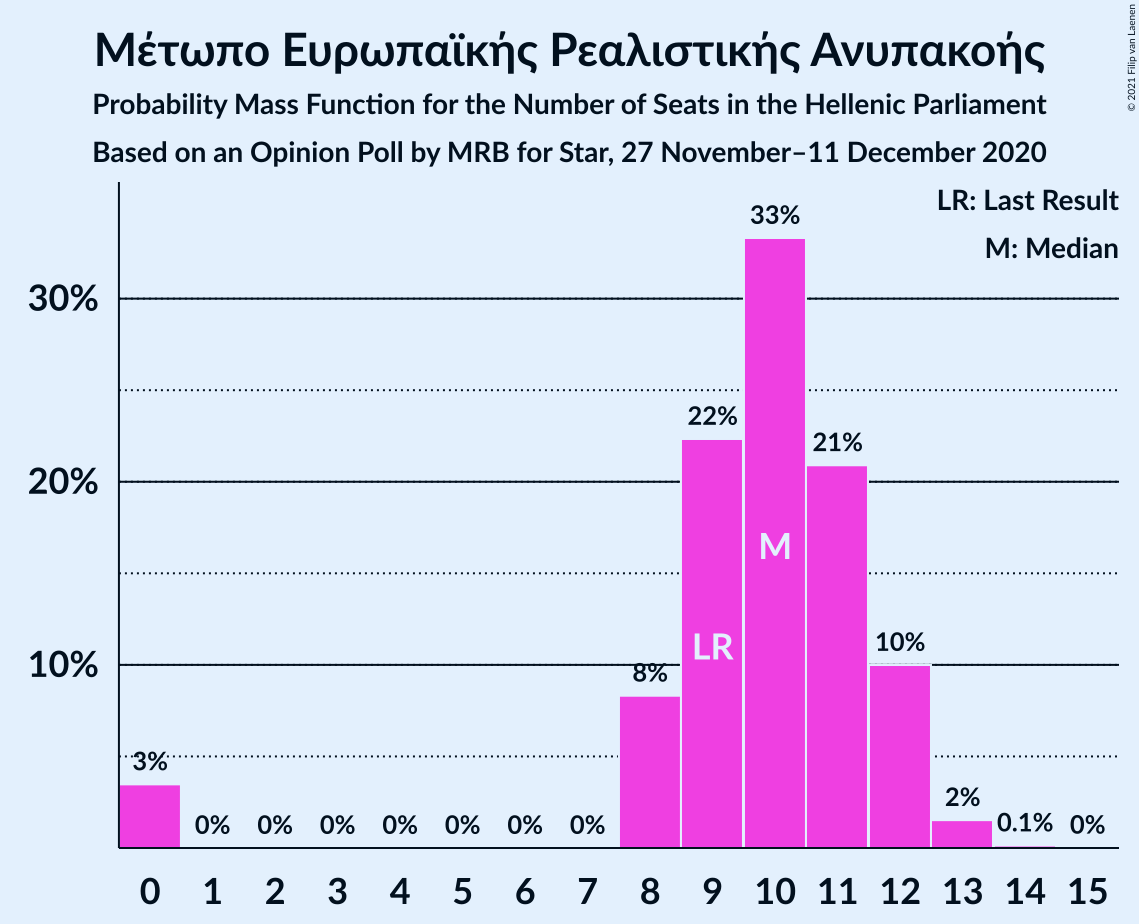 Μέτωπο Ευρωπαϊκής Ρεαλιστικής Ανυπακοής
Probability Mass Function for the Number of Seats in the Hellenic Parliament
Based on an Opinion Poll by MRB for Star, 27 November–11 December 2020
© 2021 Filip van Laenen
LR: Last Result
M: Median
33%
30%
22%
21%
20%
M
10%
LR
10%
8%
3%
2%
0% 0% 0% 0% 0% 0% 0% 0.1% 0%
0 1 2 3 4 5 6 7 8 9 10 11 12 13 14 15